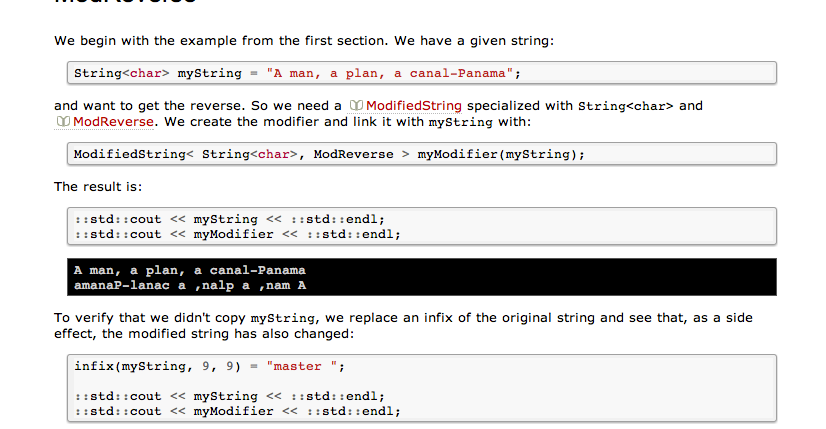 ModReverse
We begin with the example from the first section. We have a given string:
String<char> myString = "A man, a plan, a canal-Panama";
and want to get the reverse. So we need a ModifiedString specialized with String<char> and
ModReverse. We create the modifier and link it with myString with:
ModifiedString< String<char>, ModReverse > myModifier(myString);
The result is:
::std::cout << myString << ::std::endl;
::std::cout << myModifier << ::std::endl;
A man, a plan, a canal-Panama
amanaP-lanac a ,nalp a ,nam A
To verify that we didn't copy myString, we replace an infix of the original string and see that, as a side
effect, the modified string has also changed:
infix(myString, 9, 9) = "master ";
::std::cout << myString << ::std::endl;
::std::cout << myModifier << ::std::endl;